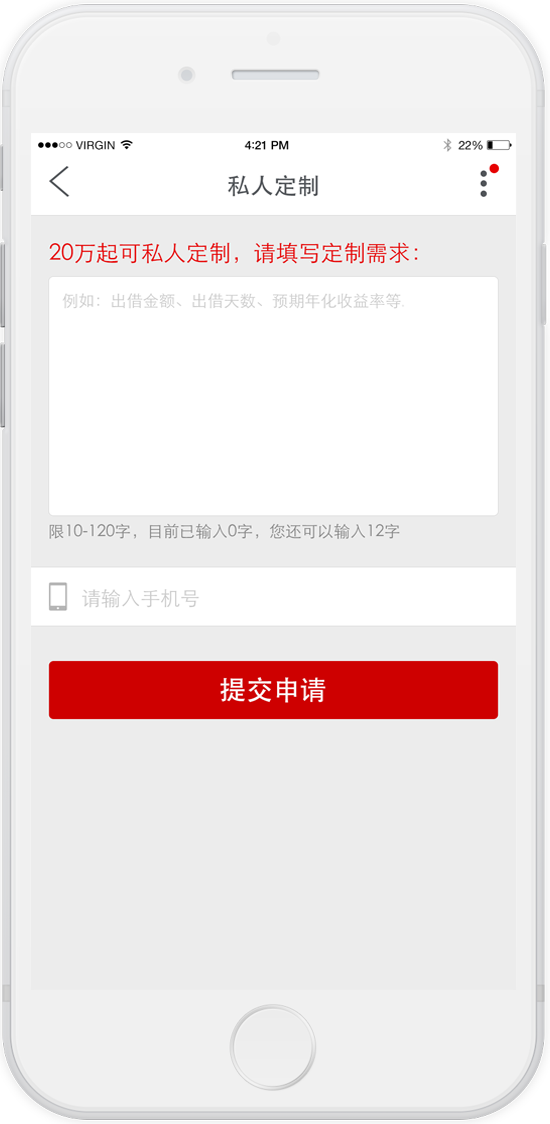 VIRGIN 4:21 PM 22%
私人定制
20万起可私人定制，请填写定制需求：
例如：出借金额、出借天数、预期年化收益率等.
限10-120字，目前已输入0字，您还可以输入12字
请输入手机号
提交申请